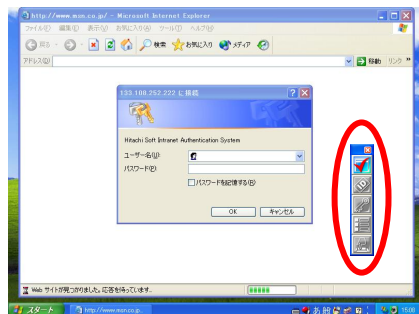 http://www.msn.co.jp/ - Microsoft Internet Explorer
ファイル(F) 編集(E) 表示(V) お気に入り(A) ツール(T) ヘルプ(H)
戻る 検索 お気に入り メディア
アドレス(D) 移動 リンク »
133.108.252.222 に接続
Hitachi Soft Intranet Authentication System
ユーザー名(U):
パスワード(P):
パスワードを記憶する(R)
OK キャンセル
Web サイトが見つかりました。応答を待っています。
スタート http://www.msn.co.jp... あ 般 15:08